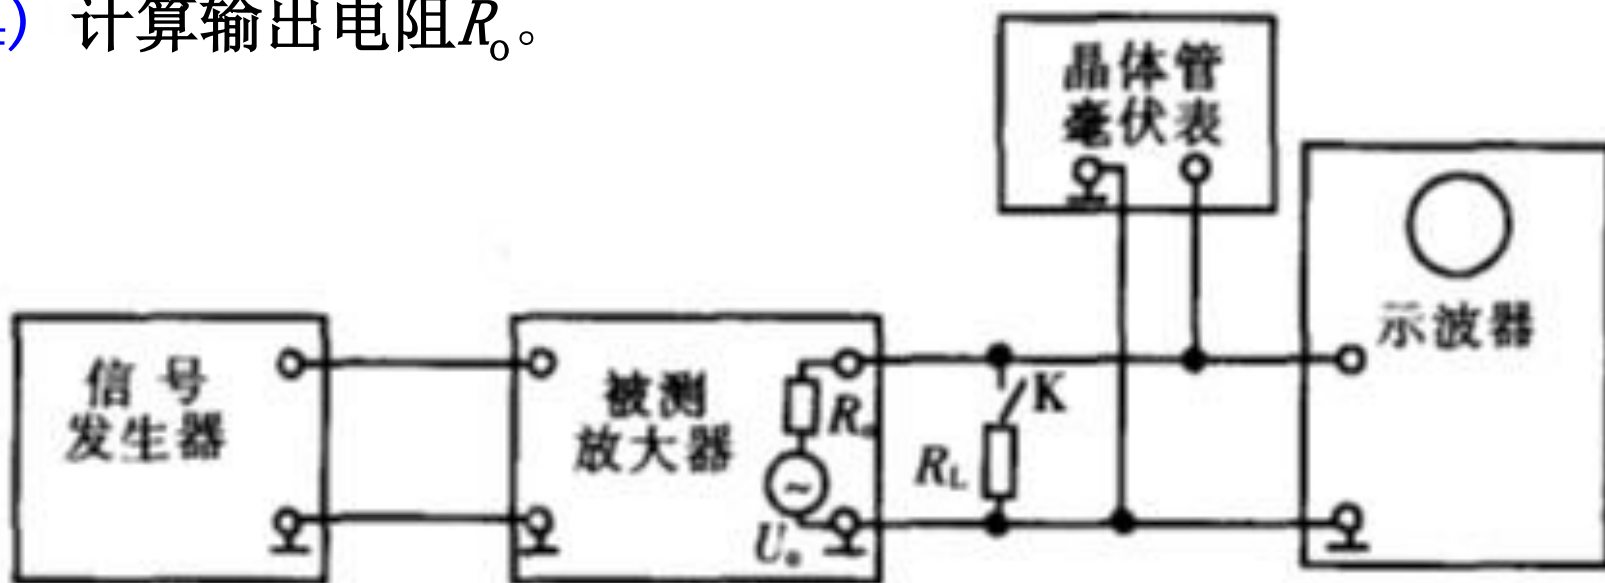 ) 计算输出电阻Ro。
晶体管
毫伏表
示波器
信号
发生器
被测
放大器
Ro
Uo
K
RL